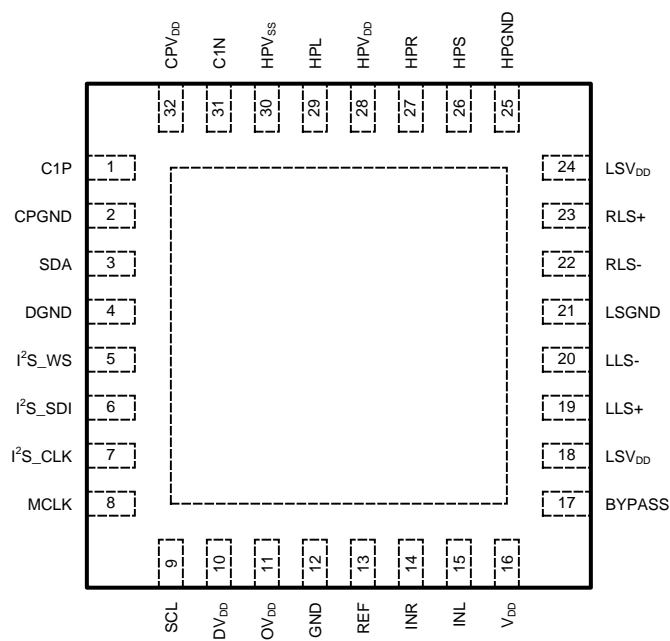 CPVDD
C1N
HPVSS
HPL
HPVDD
HPR
HPS
HPGND
32
31
30
29
28
27
26
25
C1P 1
24 LSVDD
CPGND 2
23 RLS+
SDA 3
22 RLS-
DGND 4
21 LSGND
I²S_WS 5
20 LLS-
I²S_SDI 6
19 LLS+
I²S_CLK 7
18 LSVDD
MCLK 8
17 BYPASS
9
10
11
12
13
14
15
16
SCL
DVDD
OVDD
GND
REF
INR
INL
VDD